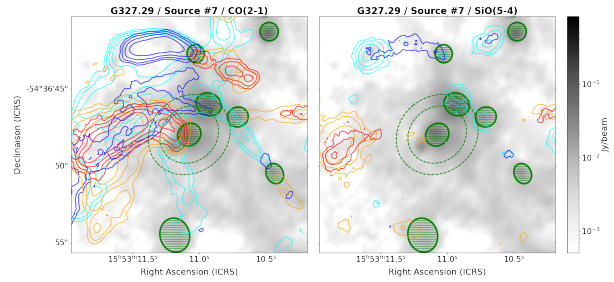 G327.29 / Source #7 / CO(2-1)
G327.29 / Source #7 / SiO(5-4)
Declinaison (ICRS)
-54°36'45"
50"
55"
15ʰ53ᵐ11.5ˢ
11.0ˢ
10.5ˢ
Right Ascension (ICRS)
15ʰ53ᵐ11.5ˢ
11.0ˢ
10.5ˢ
Right Ascension (ICRS)
10⁻¹
10⁻²
10⁻³
Jy/beam